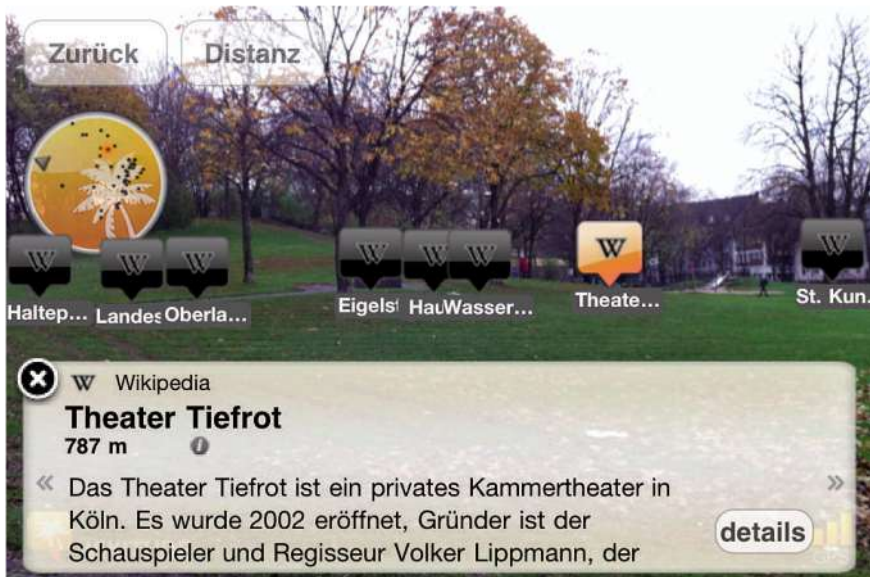 Zurück
Distanz
W W W W W W W W
Haltep... Landes Oberla... Eigelst Hau Wasser... Theate... St. Kun.
W Wikipedia
Theater Tiefrot
787 m i
« »
Das Theater Tiefrot ist ein privates Kammertheater in
Köln. Es wurde 2002 eröffnet, Gründer ist der
Schauspieler und Regisseur Volker Lippmann, der
details